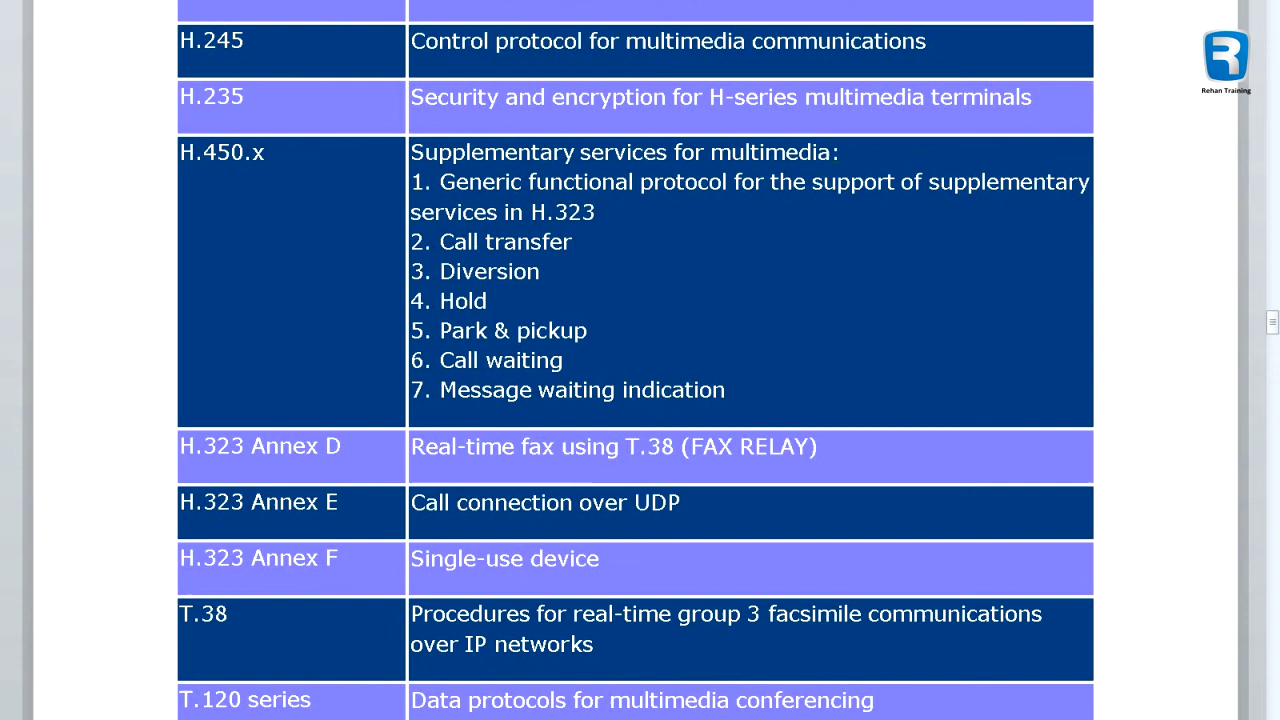 H.245 Control protocol for multimedia communications
H.235 Security and encryption for H-series multimedia terminals
H.450.x Supplementary services for multimedia:
1. Generic functional protocol for the support of supplementary
services in H.323
2. Call transfer
3. Diversion
4. Hold
5. Park & pickup
6. Call waiting
7. Message waiting indication
H.323 Annex D Real-time fax using T.38 (FAX RELAY)
H.323 Annex E Call connection over UDP
H.323 Annex F Single-use device
T.38 Procedures for real-time group 3 facsimile communications
over IP networks
T.120 series Data protocols for multimedia conferencing
Rehan Training